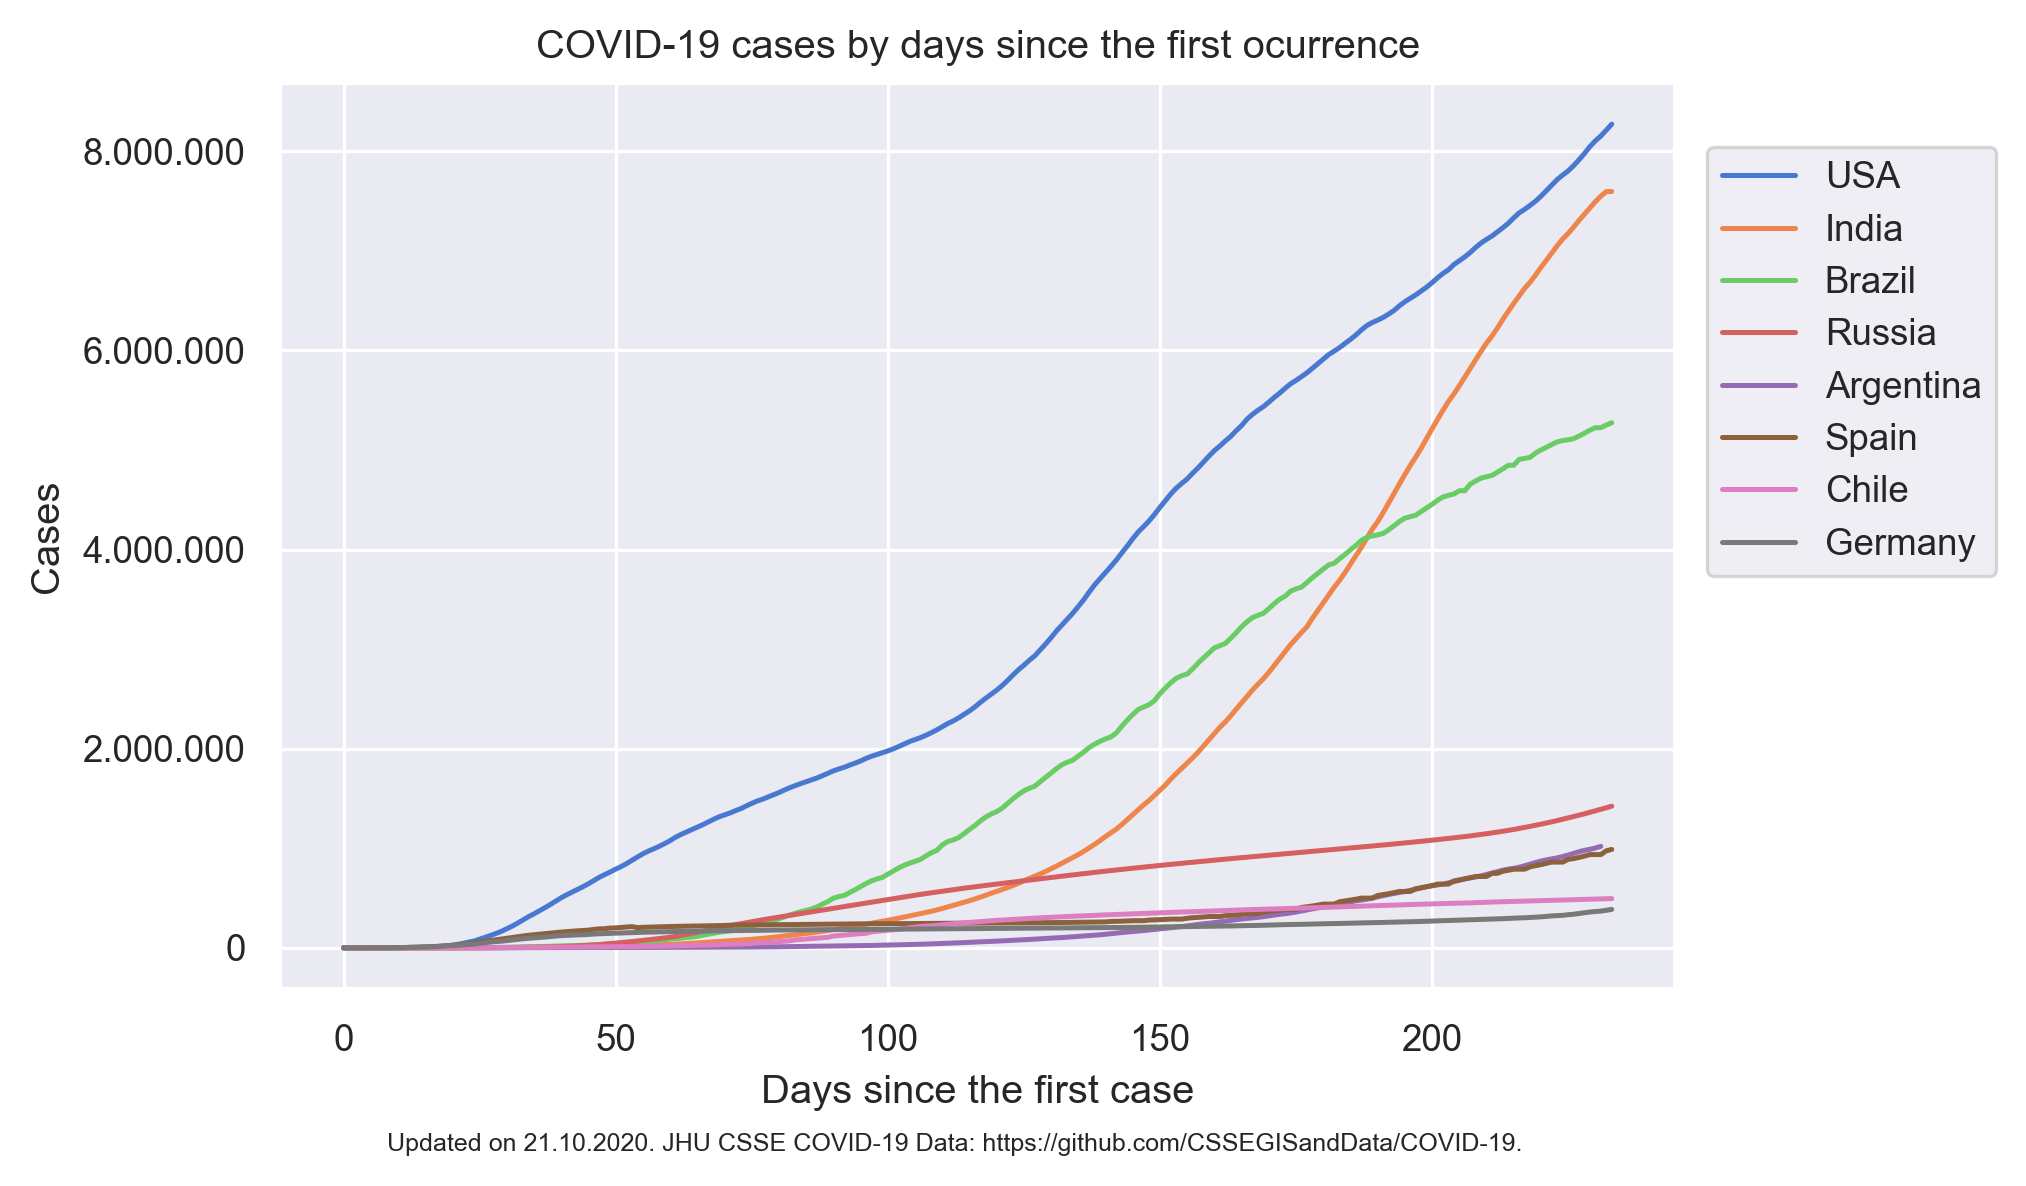 COVID-19 cases by days since the first ocurrence
8.000.000
6.000.000
4.000.000
2.000.000
0
Cases
0 50 100 150 200
Days since the first case
USA
India
Brazil
Russia
Argentina
Spain
Chile
Germany
Updated on 21.10.2020. JHU CSSE COVID-19 Data: https://github.com/CSSEGISandData/COVID-19.